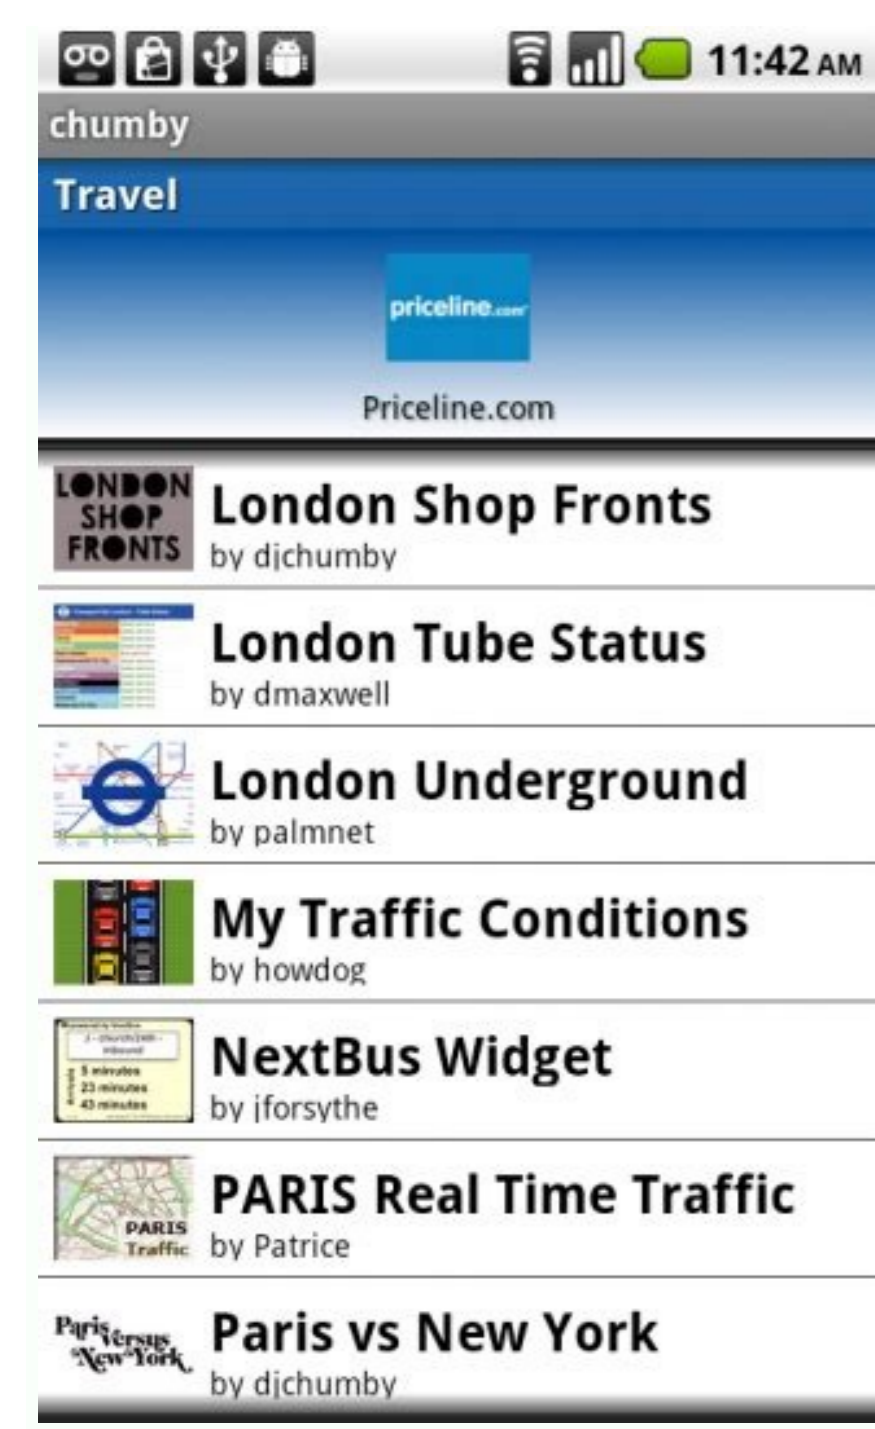 11:42 AM
chumby
Travel
priceline.com
Priceline.com
LONDON
SHOP
FRONTS
London Shop Fronts
by djchumby
London Tube Status
by dmaxwell
London Underground
by palmnet
My Traffic Conditions
by howdog
5 minutes
23 minutes
43 minutes
NextBus Widget
by jforsythe
PARIS
Traffic
PARIS Real Time Traffic
by Patrice
Paris
versus
New York
Paris vs New York
by djchumby